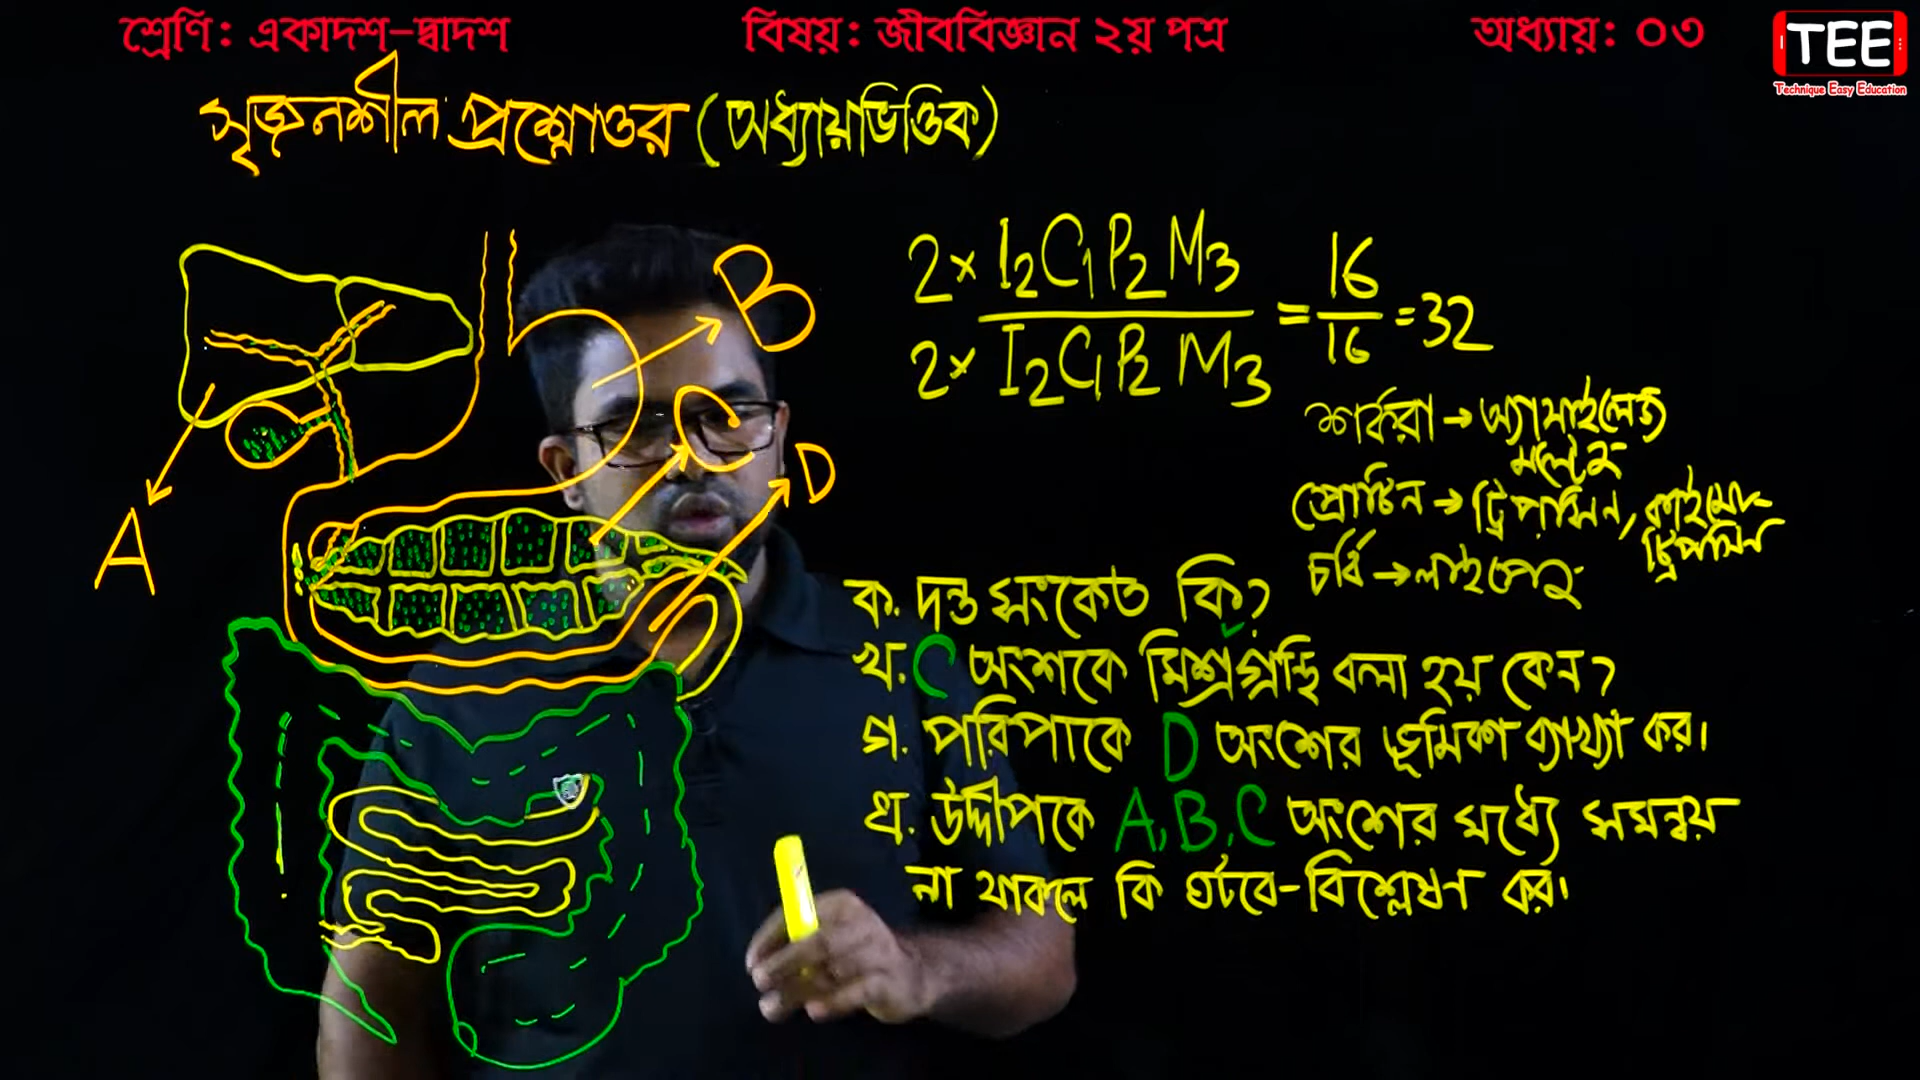 শ্রেণি: একাদশ-দ্বাদশ
বিষয়: জীববিজ্ঞান ২য় পত্র
অধ্যায়: ০৩
TEE
Technique Easy Education
সৃজনশীল প্রশ্নোত্তর (অধ্যায়ভিত্তিক)
2× I₂C₁P₂M₃ / 2× I₂C₁P₂M₃ = 16/16 = 32
B
C
D
A
শর্করা → অ্যামাইলেজ
মলটেজ
প্রোটিন → ট্রিপসিন, কাইমো-
ট্রিপসিন
চর্বি → লাইপেজ
ক. দন্ত সংকেত কি?
খ. C অংশকে মিশ্রগ্রন্থি বলা হয় কেন?
গ. পরিপাকে D অংশের ভূমিকা ব্যাখ্যা কর।
ঘ. উদ্দীপকে A, B, C অংশের মধ্যে সমন্বয়
না থাকলে কি ঘটবে-বিশ্লেষণ কর।